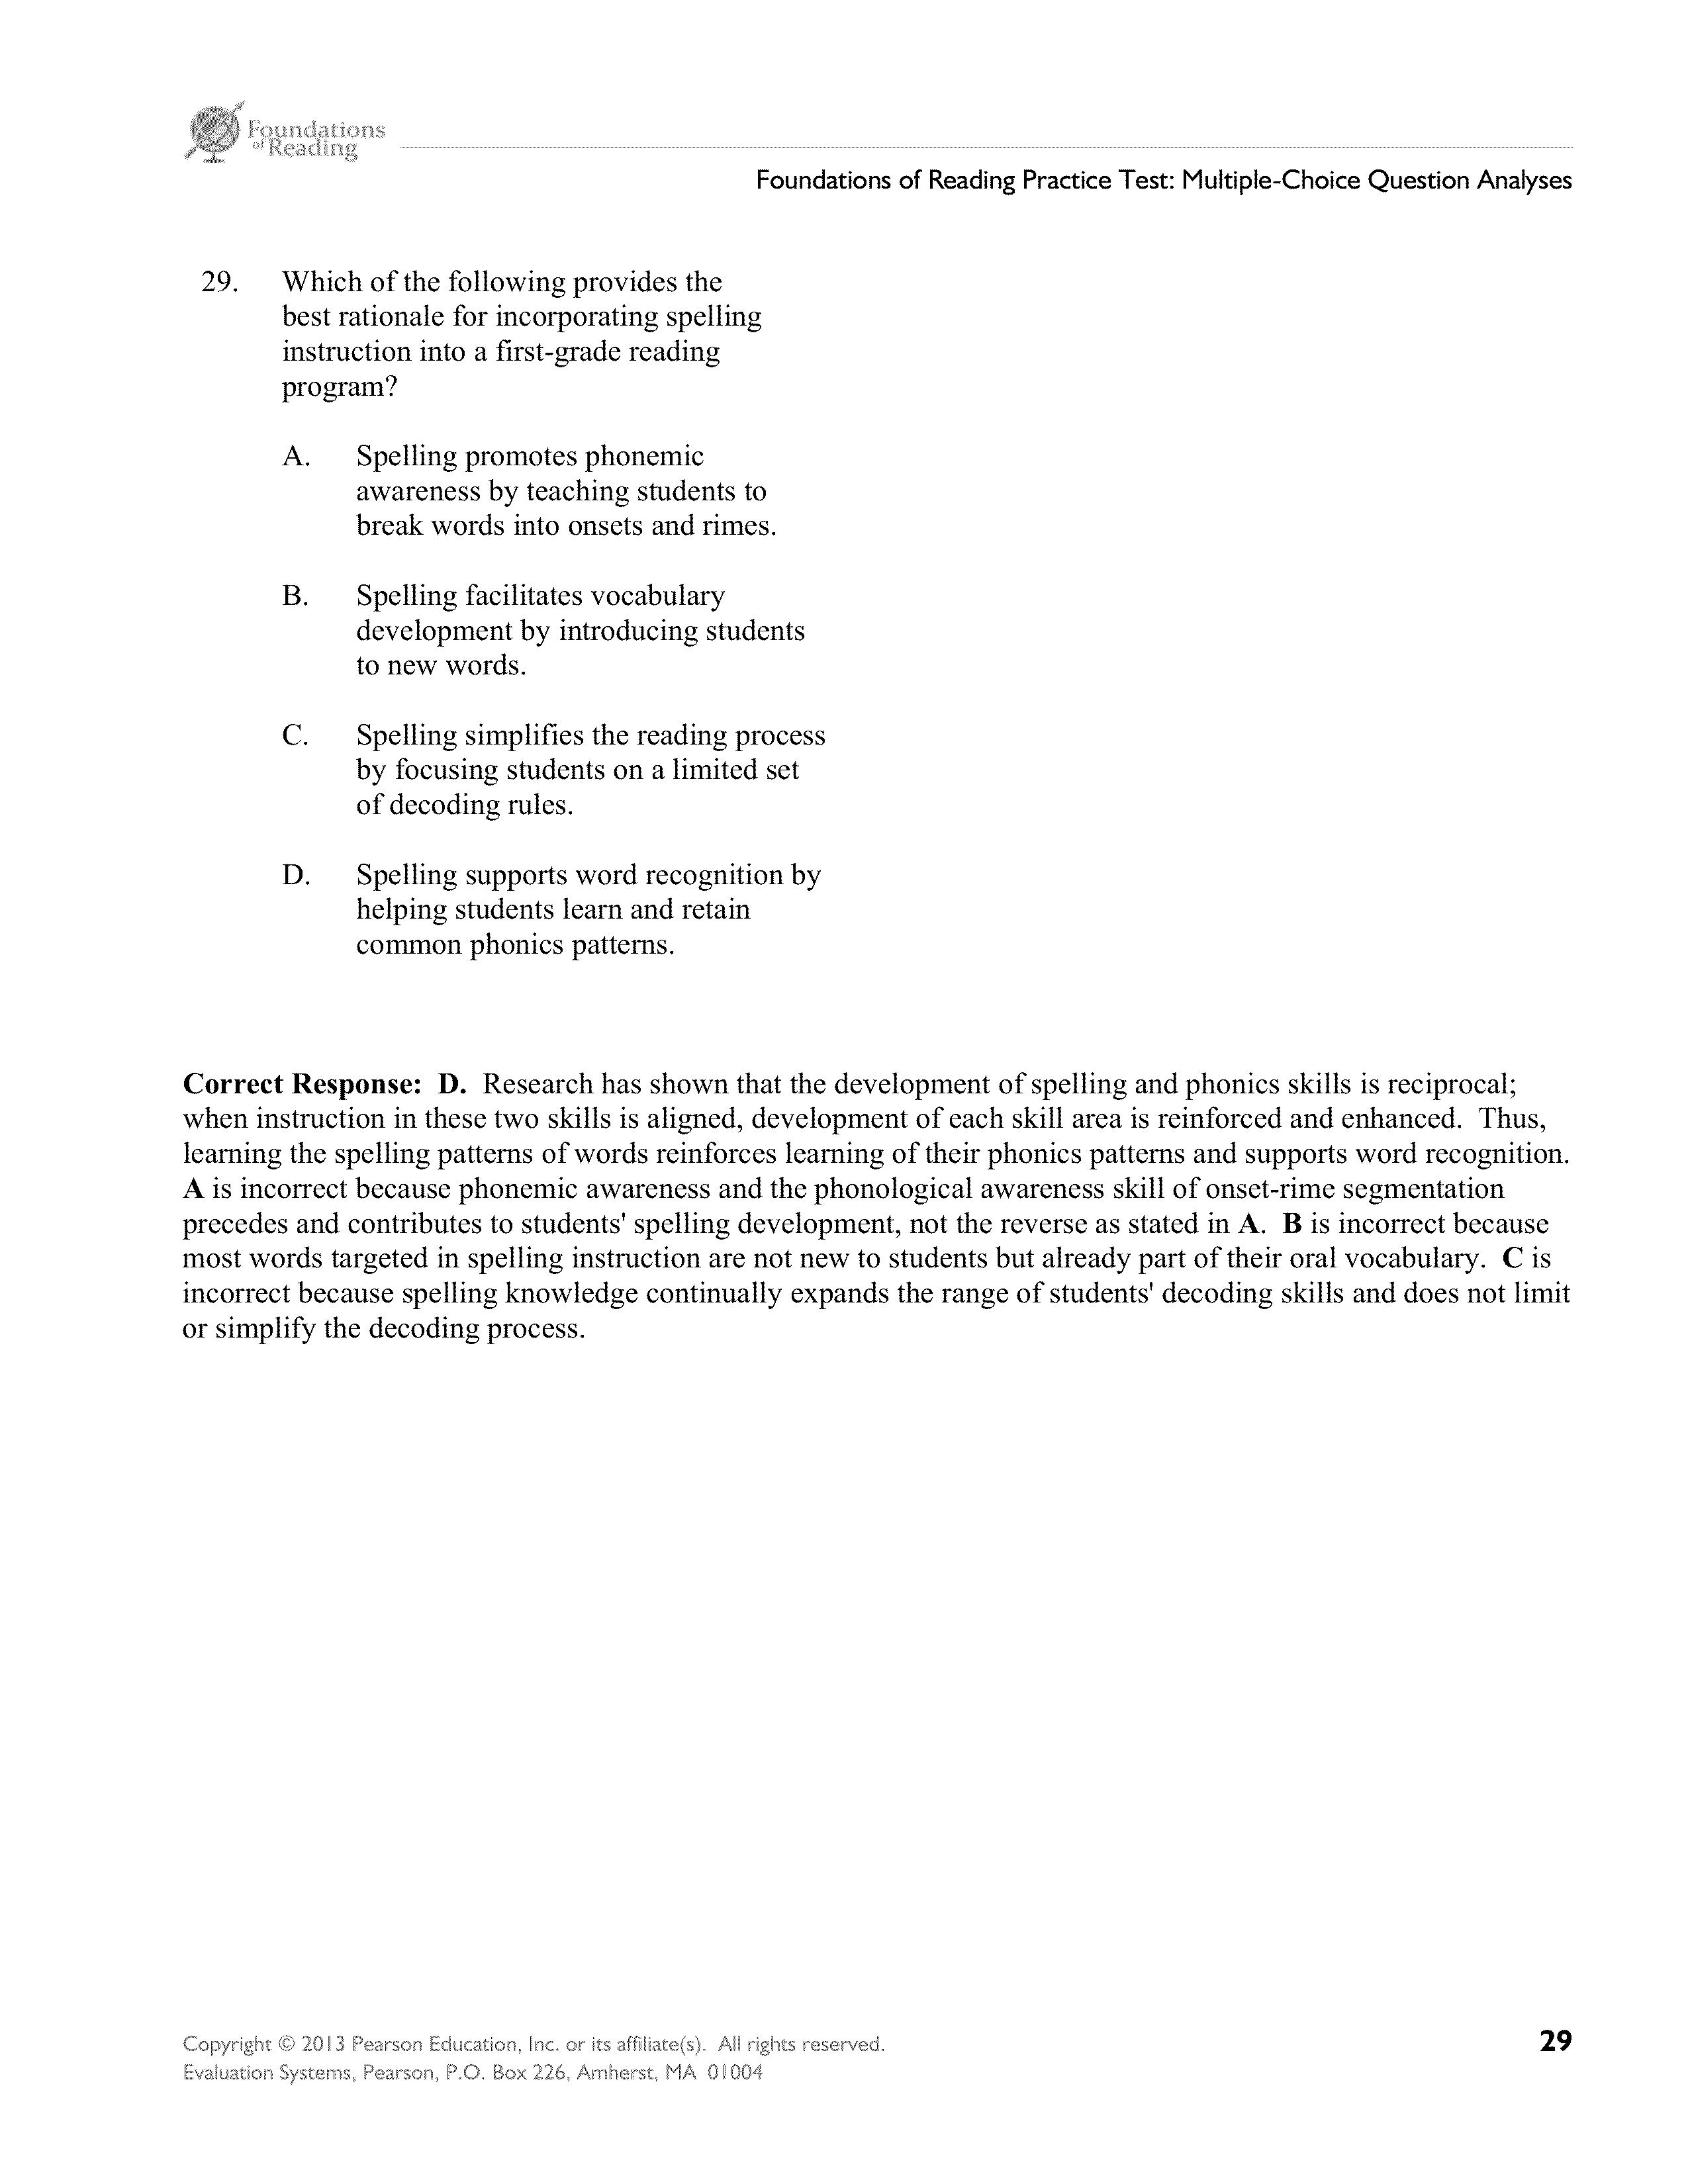 Foundations
of Reading
Foundations of Reading Practice Test: Multiple-Choice Question Analyses
29. Which of the following provides the
best rationale for incorporating spelling
instruction into a first-grade reading
program?
A. Spelling promotes phonemic
awareness by teaching students to
break words into onsets and rimes.
B. Spelling facilitates vocabulary
development by introducing students
to new words.
C. Spelling simplifies the reading process
by focusing students on a limited set
of decoding rules.
D. Spelling supports word recognition by
helping students learn and retain
common phonics patterns.
Correct Response: D. Research has shown that the development of spelling and phonics skills is reciprocal;
when instruction in these two skills is aligned, development of each skill area is reinforced and enhanced. Thus,
learning the spelling patterns of words reinforces learning of their phonics patterns and supports word recognition.
A is incorrect because phonemic awareness and the phonological awareness skill of onset-rime segmentation
precedes and contributes to students' spelling development, not the reverse as stated in A. B is incorrect because
most words targeted in spelling instruction are not new to students but already part of their oral vocabulary. C is
incorrect because spelling knowledge continually expands the range of students' decoding skills and does not limit
or simplify the decoding process.
Copyright © 2013 Pearson Education, Inc. or its affiliate(s). All rights reserved.
Evaluation Systems, Pearson, P.O. Box 226, Amherst, MA 01004
29